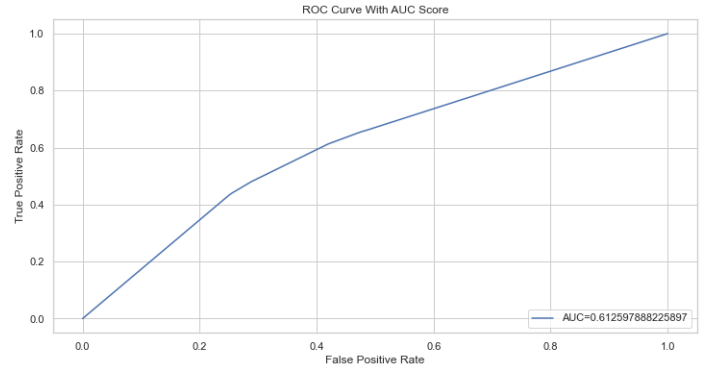 ROC Curve With AUC Score
1.0
0.8
0.6
0.4
0.2
0.0
True Positive Rate
0.0 0.2 0.4 0.6 0.8 1.0
False Positive Rate
AUC=0.612597888225897